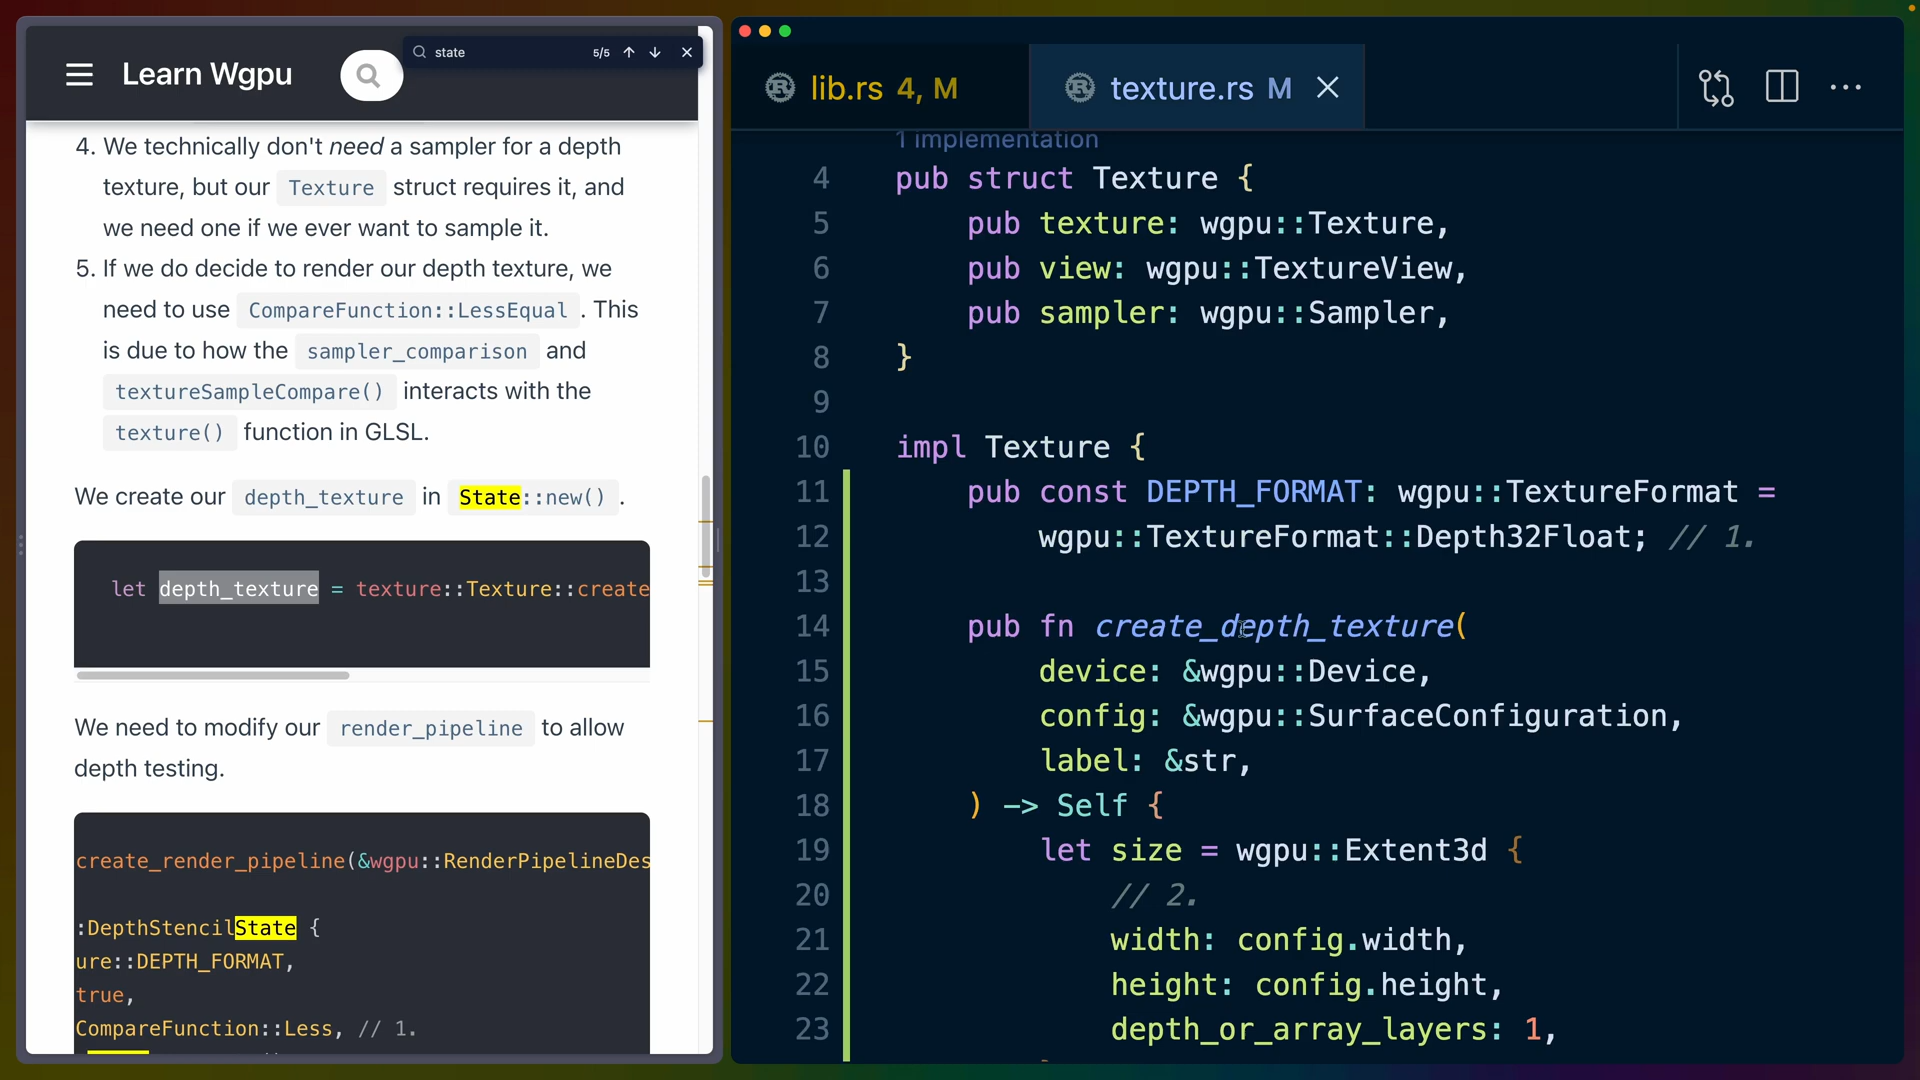 Learn Wgpu
state
5/5
4. We technically don't need a sampler for a depth
texture, but our Texture struct requires it, and
we need one if we ever want to sample it.
5. If we do decide to render our depth texture, we
need to use CompareFunction::LessEqual . This
is due to how the sampler_comparison and
textureSampleCompare() interacts with the
texture() function in GLSL.
We create our depth_texture in State::new() .
let depth_texture = texture::Texture::create
We need to modify our render_pipeline to allow
depth testing.
create_render_pipeline(&wgpu::RenderPipelineDes
:DepthStencilState {
ure::DEPTH_FORMAT,
true,
CompareFunction::Less, // 1.
lib.rs 4, M
texture.rs M
1 implementation
4 pub struct Texture {
5 pub texture: wgpu::Texture,
6 pub view: wgpu::TextureView,
7 pub sampler: wgpu::Sampler,
8 }
9
10 impl Texture {
11 pub const DEPTH_FORMAT: wgpu::TextureFormat =
12 wgpu::TextureFormat::Depth32Float; // 1.
13
14 pub fn create_depth_texture(
15 device: &wgpu::Device,
16 config: &wgpu::SurfaceConfiguration,
17 label: &str,
18 ) -> Self {
19 let size = wgpu::Extent3d {
20 // 2.
21 width: config.width,
22 height: config.height,
23 depth_or_array_layers: 1,